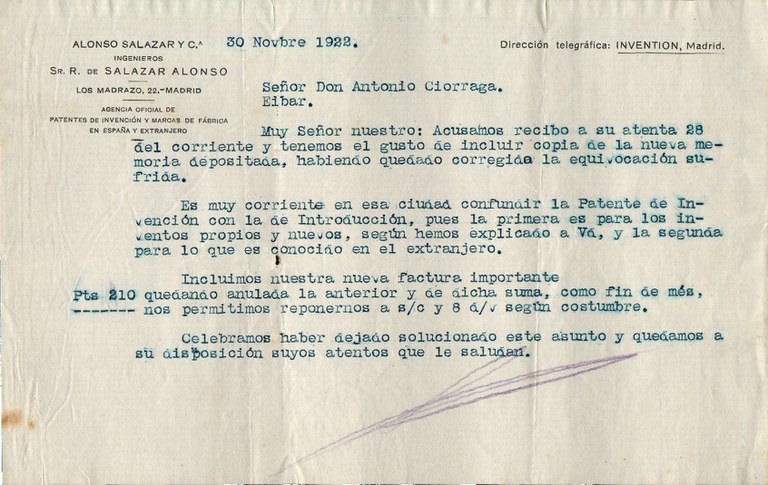 ALONSO SALAZAR Y C.ᴬ
INGENIEROS
SR. R. DE SALAZAR ALONSO
LOS MADRAZO, 22.-MADRID
AGENCIA OFICIAL DE
PATENTES DE INVENCIÓN Y MARCAS DE FÁBRICA
EN ESPAÑA Y EXTRANJERO
30 Novbre 1922.
Dirección telegráfica: INVENTION, Madrid.
Señor Don Antonio Ciorraga.
Eibar.
Muy Señor nuestro: Acusamos recibo a su atenta 28
del corriente y tenemos el gusto de incluir copia de la nueva me-
moria depositada, habiendo quedado corregida la equivocación su-
frida.
Es muy corriente en esa ciudad confundir la Patente de In-
vención con la de Introducción, pues la primera es para los in-
ventos propios y nuevos, según hemos explicado a Vd, y la segunda
para lo que es conocido en el extranjero.
Incluimos nuestra nueva factura importante
Pts 210 quedando anulada la anterior y de dicha suma, como fin de més,
------- nos permitimos reponernos a s/c y 8 d/v según costumbre.
Celebramos haber dejado solucionado este asunto y quedamos a
su disposición suyos atentos que le saludan.